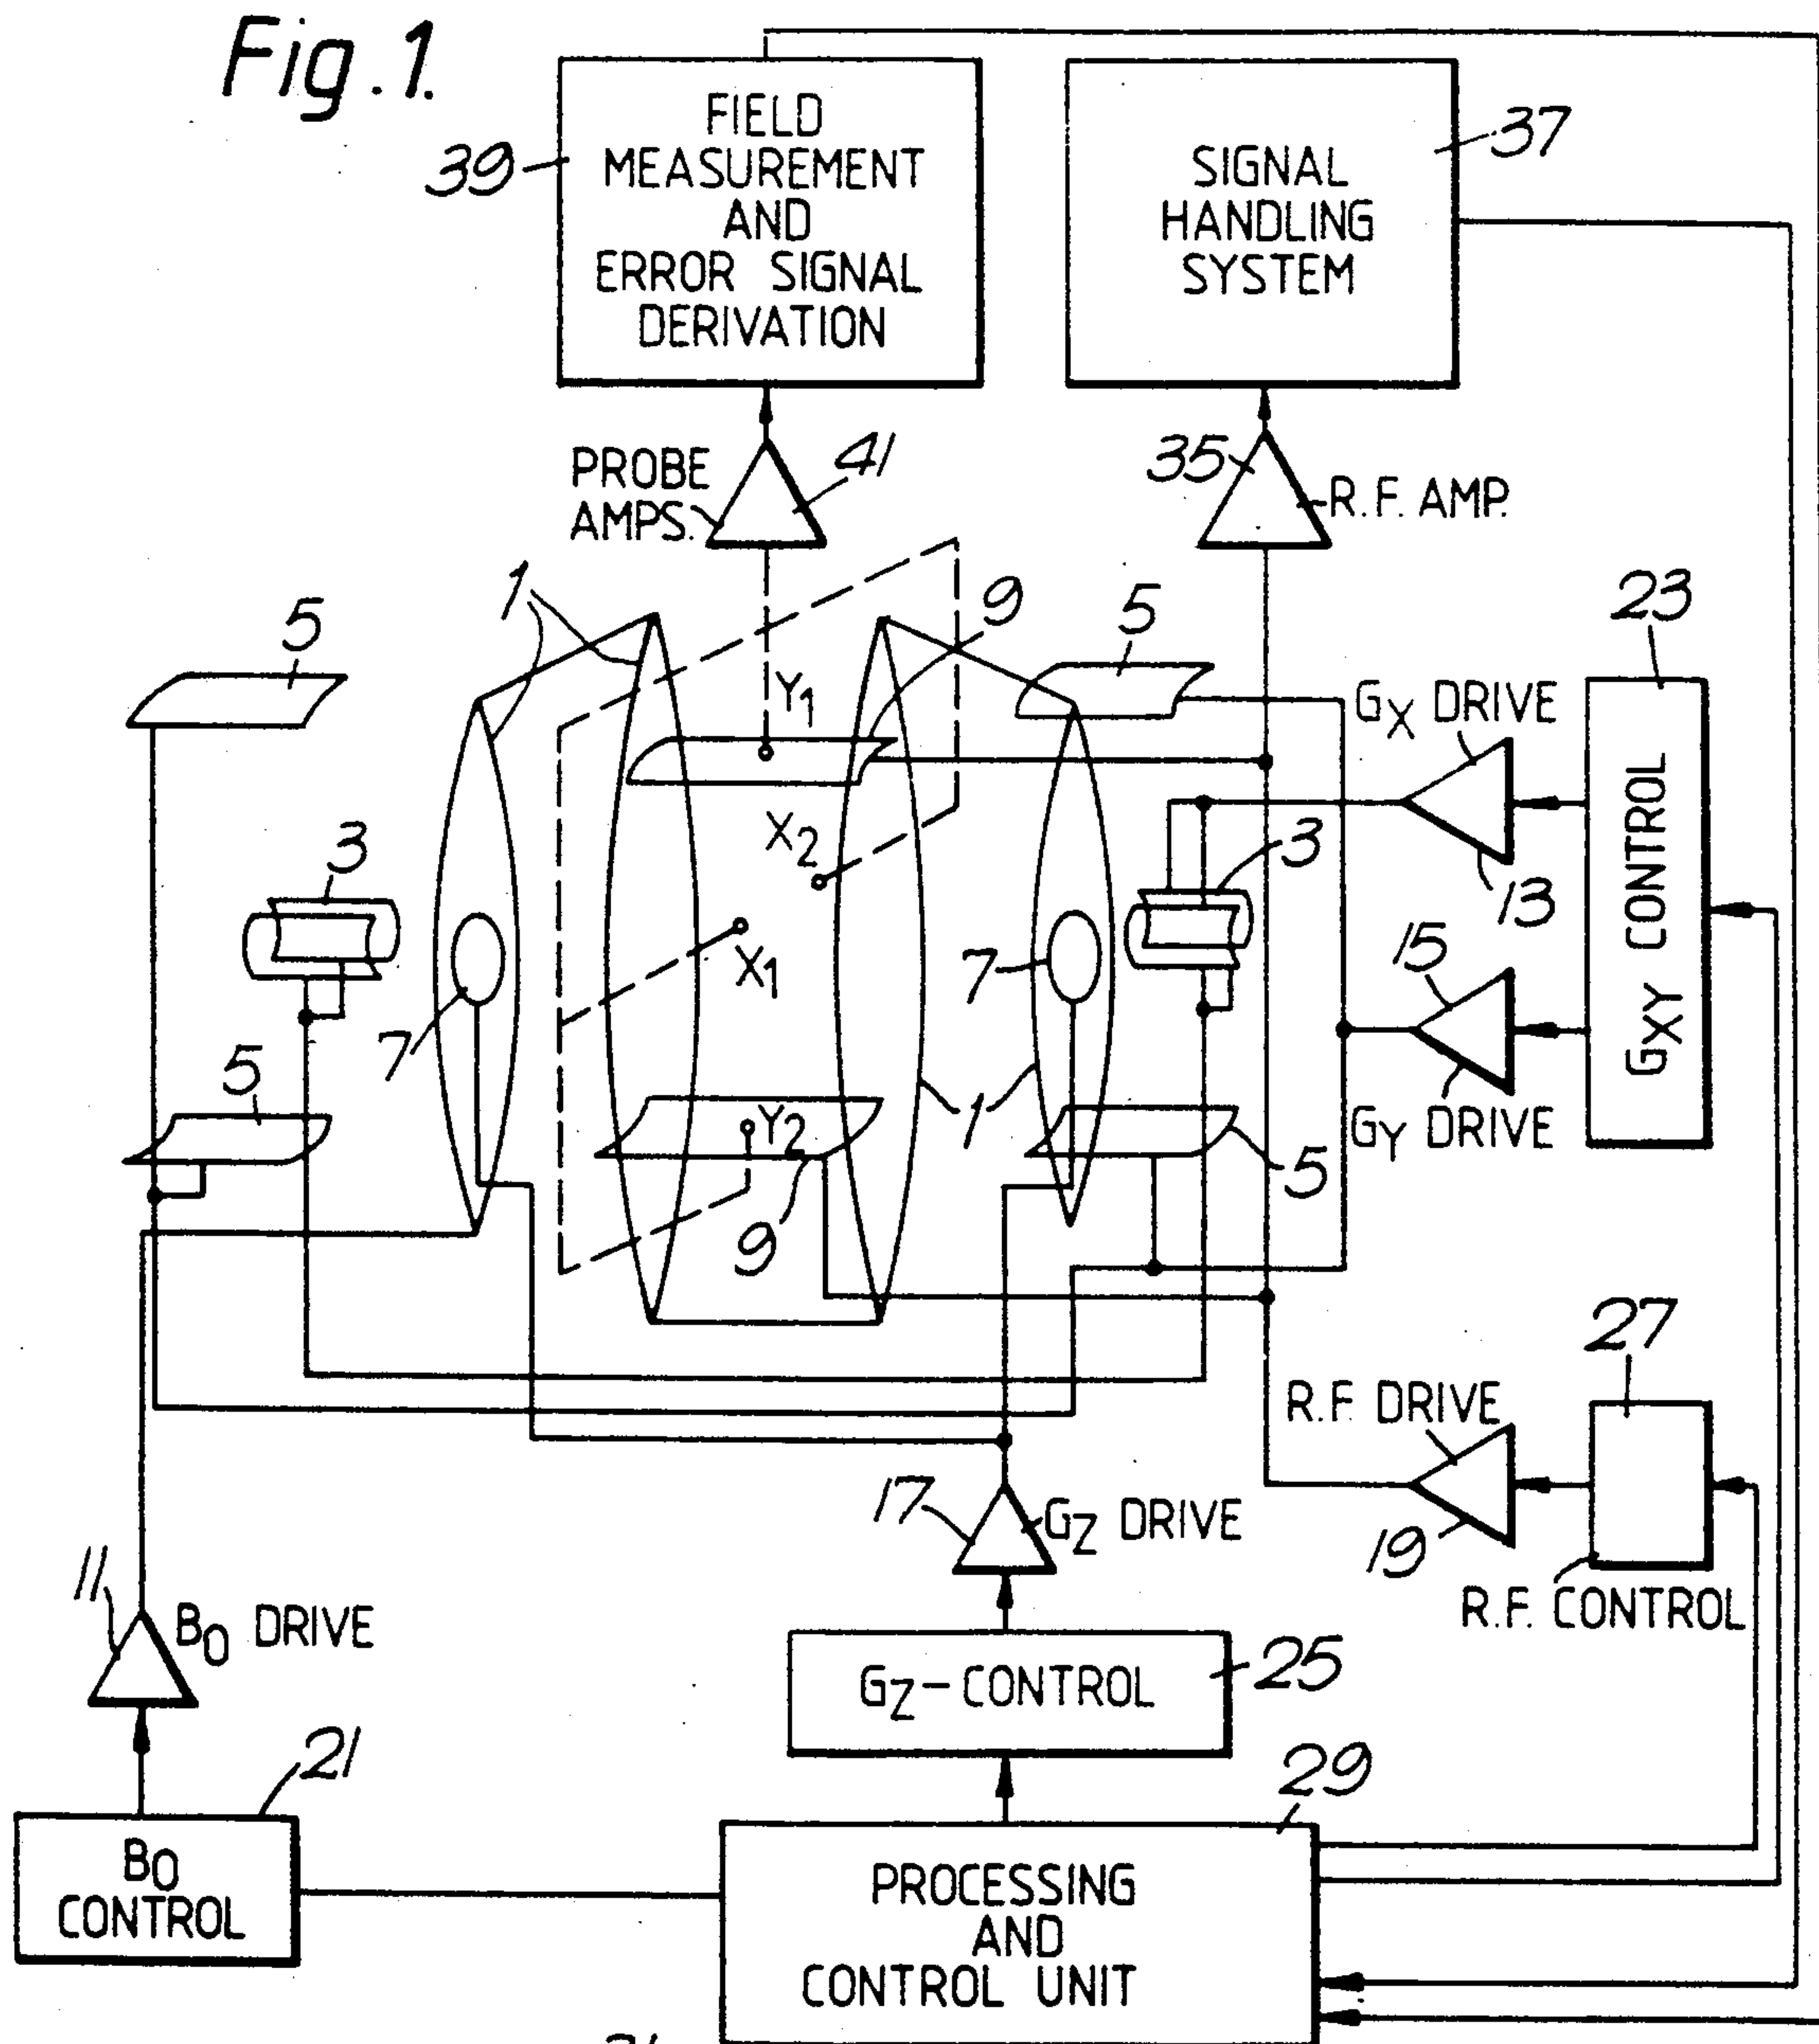 Fig. 1.
FIELD
MEASUREMENT
AND
ERROR SIGNAL
DERIVATION
39
SIGNAL
HANDLING
SYSTEM
37
PROBE
AMPS.
41
35
R.F. AMP.
1
9
5
5
23
Y1
GX DRIVE
3
X2
3
13
GXY CONTROL
X1
7
7
15
5
Y2
1
GY DRIVE
5
9
27
R.F. DRIVE
17
GZ DRIVE
19
R.F. CONTROL
11
B0 DRIVE
GZ-CONTROL
25
21
29
B0
CONTROL
PROCESSING
AND
CONTROL UNIT